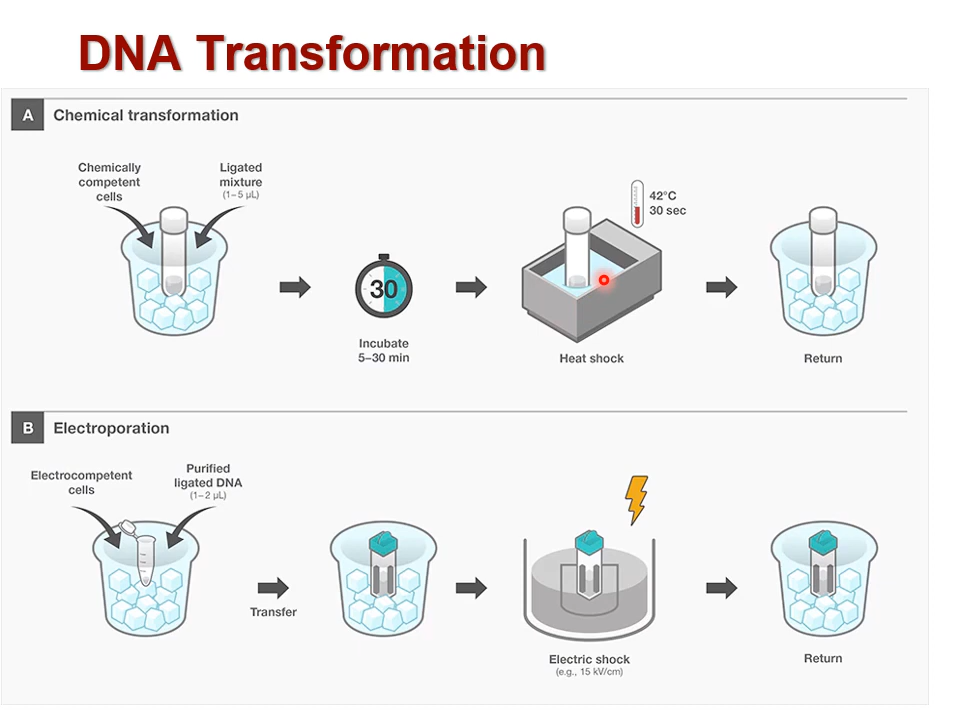 DNA Transformation
A Chemical transformation
Chemically
competent
cells
Ligated
mixture
(1–5 µL)
30
Incubate
5–30 min
42°C
30 sec
Heat shock
Return
B Electroporation
Electrocompetent
cells
Purified
ligated DNA
(1–2 µL)
Transfer
Electric shock
(e.g., 15 kV/cm)
Return